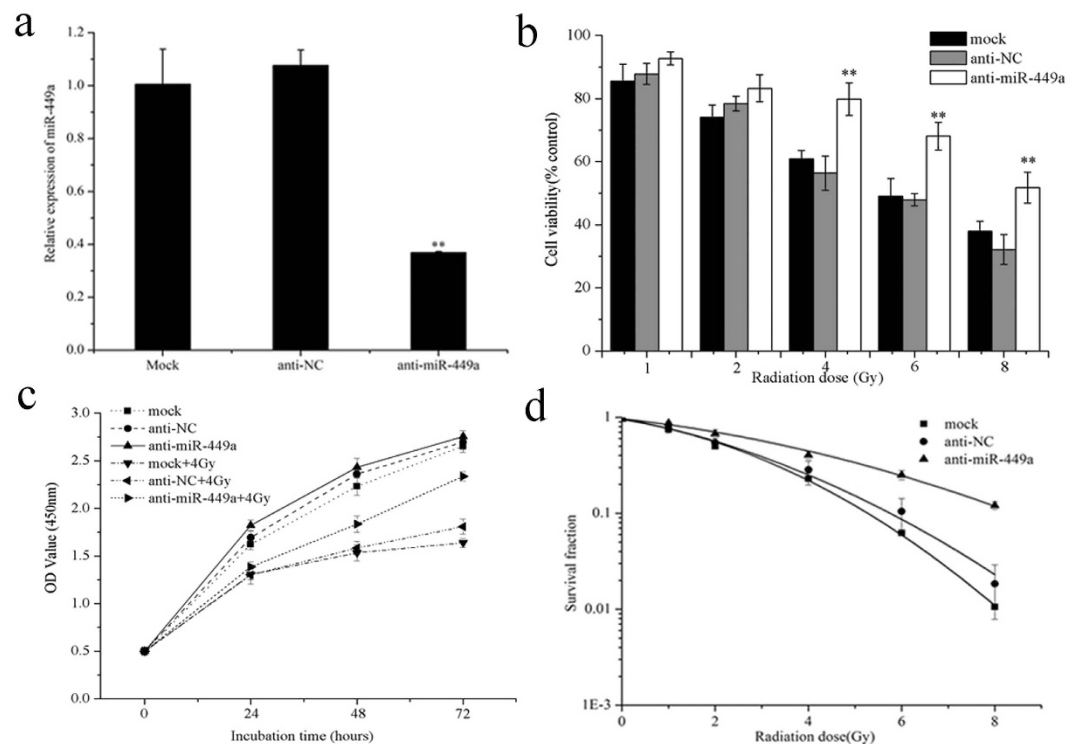 a
Relative expression of miR-449a
1.2
1.0
0.8
0.6
0.4
0.2
0.0
**
Mock
anti-NC
anti-miR-449a
b
Cell viability(% control)
100
80
60
40
20
0
mock
anti-NC
anti-miR-449a
**
**
**
1
2
4
6
8
Radiation dose (Gy)
c
OD Value (450nm)
3.0
2.5
2.0
1.5
1.0
0.5
0.0
mock
anti-NC
anti-miR-449a
mock+4Gy
anti-NC+4Gy
anti-miR-449a+4Gy
0
24
48
72
Incubation time (hours)
d
Survival fraction
1
0.1
0.01
1E-3
mock
anti-NC
anti-miR-449a
0
2
4
6
8
Radiation dose(Gy)